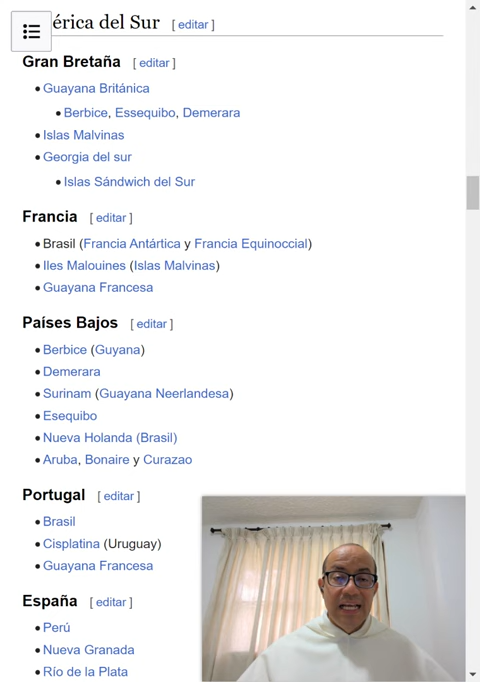 érica del Sur [ editar ]
Gran Bretaña [ editar ]
Guayana Británica
Berbice, Essequibo, Demerara
Islas Malvinas
Georgia del sur
Islas Sándwich del Sur
Francia [ editar ]
Brasil (Francia Antártica y Francia Equinoccial)
Iles Malouines (Islas Malvinas)
Guayana Francesa
Países Bajos [ editar ]
Berbice (Guyana)
Demerara
Surinam (Guayana Neerlandesa)
Esequibo
Nueva Holanda (Brasil)
Aruba, Bonaire y Curazao
Portugal [ editar ]
Brasil
Cisplatina (Uruguay)
Guayana Francesa
España [ editar ]
Perú
Nueva Granada
Río de la Plata